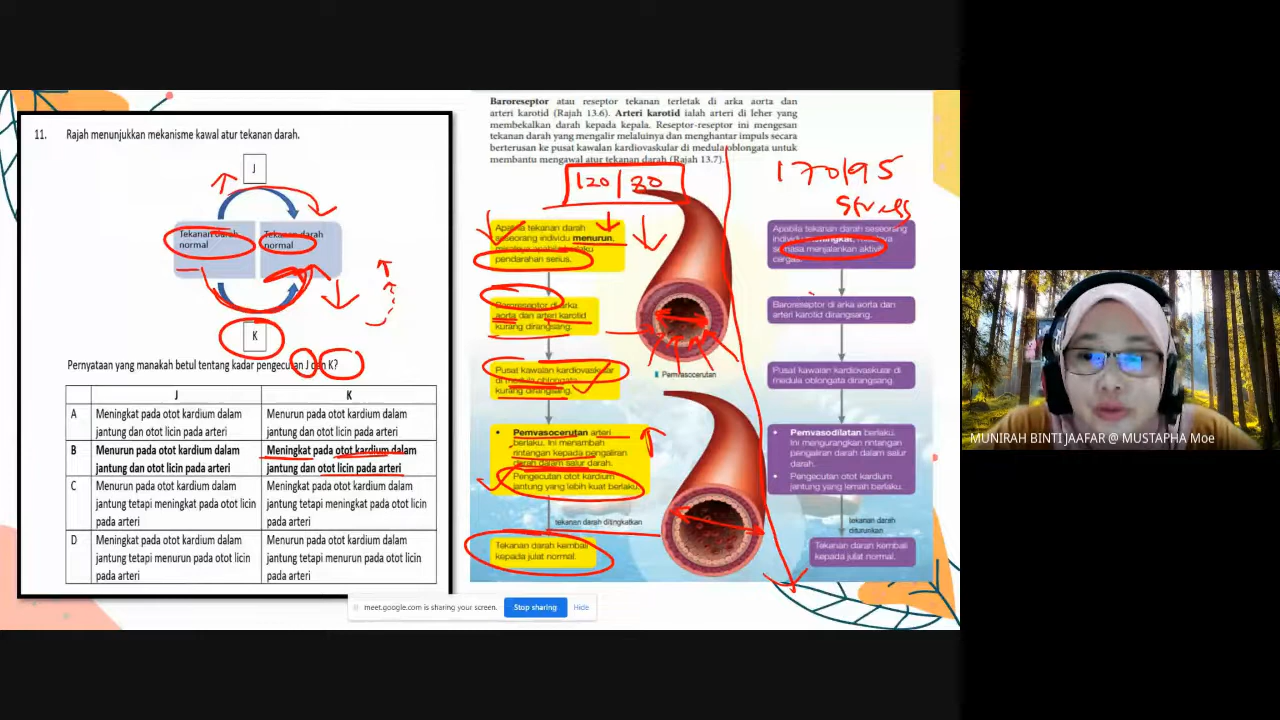 11. Rajah menunjukkan mekanisme kawal atur tekanan darah.
J
Tekanan darah
normal
Tekanan darah
normal
K
Pernyataan yang manakah betul tentang kadar pengecutan J dan K?
J K
A Meningkat pada otot kardium dalam
jantung dan otot licin pada arteri
Menurun pada otot kardium dalam
jantung dan otot licin pada arteri
B Menurun pada otot kardium dalam
jantung dan otot licin pada arteri
Meningkat pada otot kardium dalam
jantung dan otot licin pada arteri
C Menurun pada otot kardium dalam
jantung tetapi meningkat pada otot licin
pada arteri
Meningkat pada otot kardium dalam
jantung tetapi meningkat pada otot licin
pada arteri
D Meningkat pada otot kardium dalam
jantung tetapi menurun pada otot licin
pada arteri
Menurun pada otot kardium dalam
jantung tetapi menurun pada otot licin
pada arteri
Baroreseptor atau reseptor tekanan terletak di arka aorta dan
arteri karotid (Rajah 13.6). Arteri karotid ialah arteri di leher yang
membekalkan darah kepada kepala. Reseptor-reseptor ini mengesan
tekanan darah yang mengalir melaluinya dan menghantar impuls secara
berterusan ke pusat kawalan kardiovaskular di medula oblongata untuk
membantu mengawal atur tekanan darah (Rajah 13.7).
120/80
170/95
Stress
Apabila tekanan darah
seseorang individu menurun,
pendarahan serius.
Baroreseptor di arka
aorta dan arteri karotid
kurang dirangsang.
Pusat kawalan kardiovaskular
di medula oblongata
kurang dirangsang.
• Pemvasocerutan arteri
berlaku. Ini menambah
rintangan kepada pengaliran
darah dalam salur darah.
• Pengecutan otot kardium
jantung yang lebih kuat berlaku.
tekanan darah ditingkatkan
Tekanan darah kembali
kepada julat normal.
Pemvasocerutan
Apabila tekanan darah seseorang
individu meningkat,
semasa menjalankan aktiviti
cergas.
Baroreseptor di arka aorta dan
arteri karotid dirangsang.
Pusat kawalan kardiovaskular di
medula oblongata dirangsang.
• Pemvasodilatan berlaku.
Ini mengurangkan rintangan
pengaliran darah dalam salur
darah.
• Pengecutan otot kardium
jantung yang lemah berlaku.
tekanan darah
diturunkan
Tekanan darah kembali
kepada julat normal.
meet.google.com is sharing your screen. Stop sharing Hide
MUNIRAH BINTI JAAFAR @ MUSTAPHA Moe